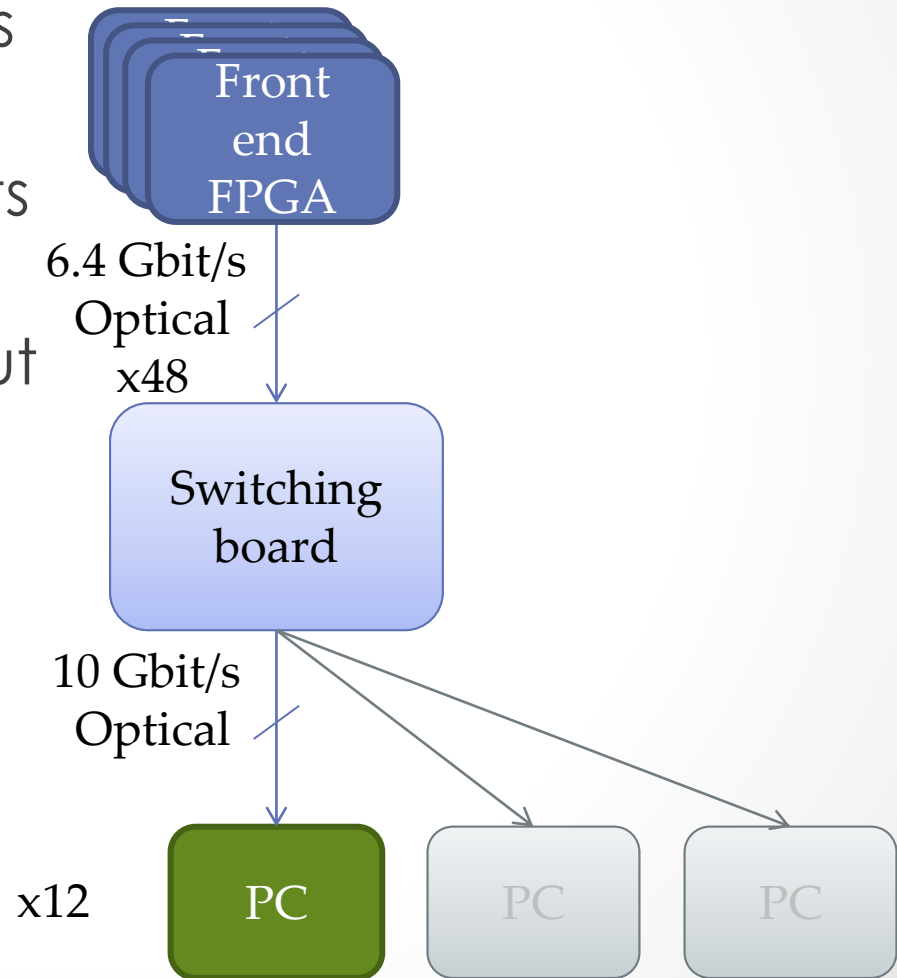 Front
end
FPGA
6.4 Gbit/s
Optical
x48
Switching
board
10 Gbit/s
Optical
x12
PC
PC
PC